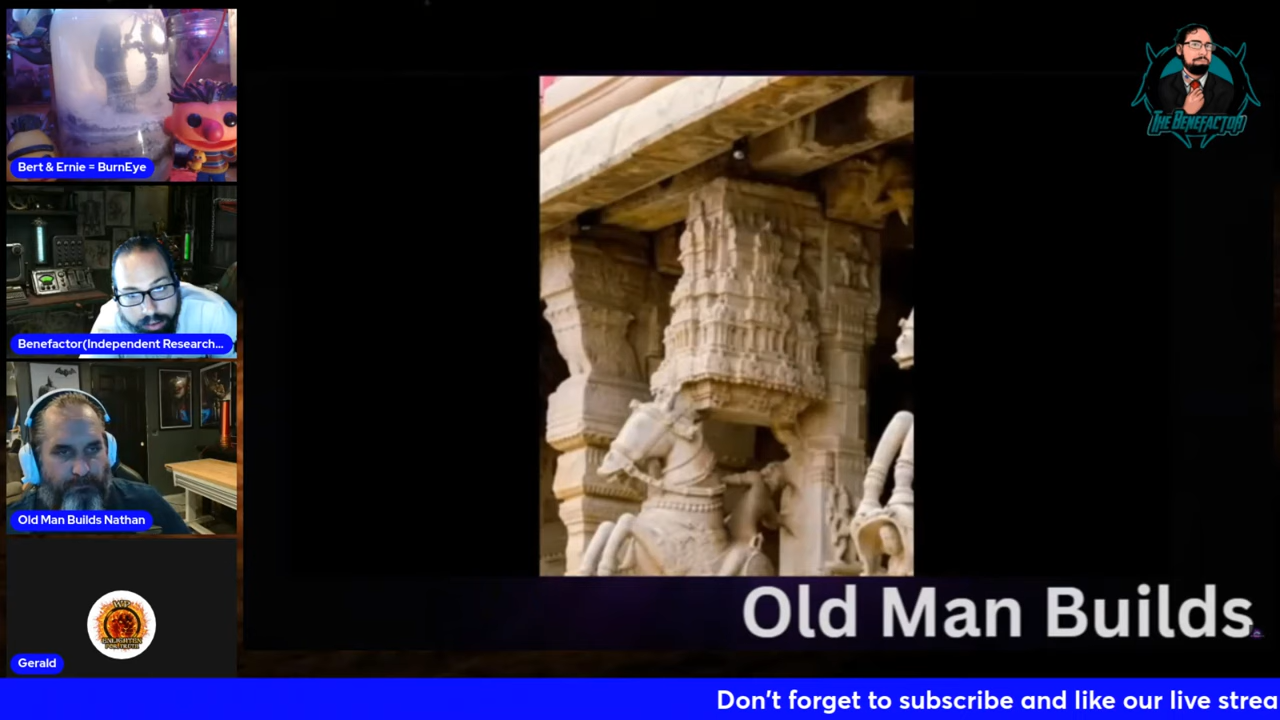 Bert & Ernie = BurnEye
Benefactor(Independent Research...
Old Man Builds Nathan
Gerald
THE BENEFACTOR
Old Man Builds
Don't forget to subscribe and like our live strea